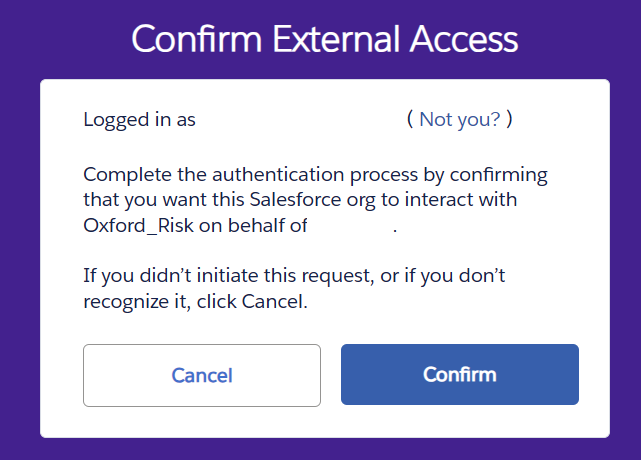 Confirm External Access
Logged in as ( Not you? )
Complete the authentication process by confirming
that you want this Salesforce org to interact with
Oxford_Risk on behalf of .
If you didn’t initiate this request, or if you don’t
recognize it, click Cancel.
Cancel Confirm